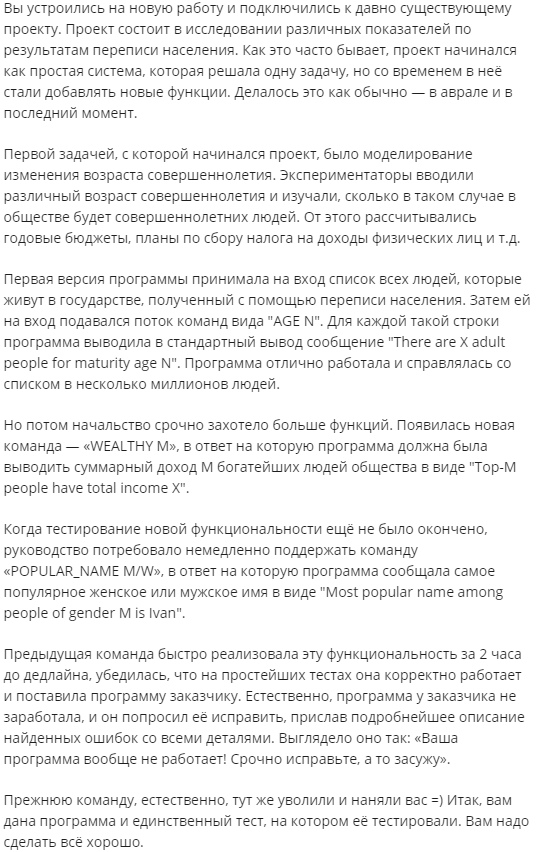 Вы устроились на новую работу и подключились к давно существующему
проекту. Проект состоит в исследовании различных показателей по
результатам переписи населения. Как это часто бывает, проект начинался
как простая система, которая решала одну задачу, но со временем в неё
стали добавлять новые функции. Делалось это как обычно — в аврале и в
последний момент.
Первой задачей, с которой начинался проект, было моделирование
изменения возраста совершеннолетия. Экспериментаторы вводили
различный возраст совершеннолетия и изучали, сколько в таком случае в
обществе будет совершеннолетних людей. От этого рассчитывались
годовые бюджеты, планы по сбору налога на доходы физических лиц и т.д.
Первая версия программы принимала на вход список всех людей, которые
живут в государстве, полученный с помощью переписи населения. Затем ей
на вход подавался поток команд вида "AGE N". Для каждой такой строки
программа выводила в стандартный вывод сообщение "There are X adult
people for maturity age N". Программа отлично работала и справлялась со
списком в несколько миллионов людей.
Но потом начальство срочно захотело больше функций. Появилась новая
команда — «WEALTHY M», в ответ на которую программа должна была
выводить суммарный доход M богатейших людей общества в виде "Top-M
people have total income X".
Когда тестирование новой функциональности ещё не было окончено,
руководство потребовало немедленно поддержать команду
«POPULAR_NAME M/W», в ответ на которую программа сообщала самое
популярное женское или мужское имя в виде "Most popular name among
people of gender M is Ivan".
Предыдущая команда быстро реализовала эту функциональность за 2 часа
до дедлайна, убедилась, что на простейших тестах она корректно работает
и поставила программу заказчику. Естественно, программа у заказчика не
заработала, и он попросил её исправить, прислав подробнейшее описание
найденных ошибок со всеми деталями. Выглядело оно так: «Ваша
программа вообще не работает! Срочно исправьте, а то засужу».
Прежнюю команду, естественно, тут же уволили и наняли вас =) Итак, вам
дана программа и единственный тест, на котором её тестировали. Вам надо
сделать всё хорошо.